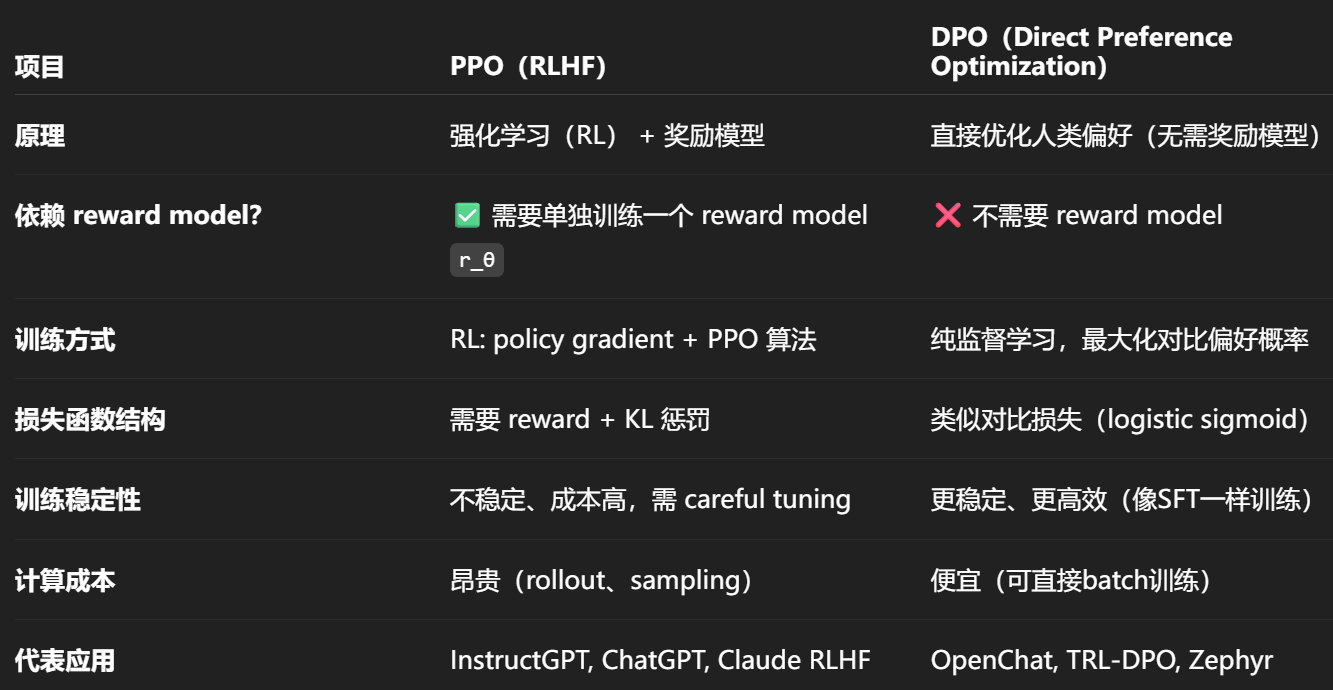 项目 PPO（RLHF） DPO（Direct Preference
Optimization）
原理 强化学习（RL） + 奖励模型 直接优化人类偏好（无需奖励模型）
依赖 reward model? ✅ 需要单独训练一个 reward model ❌ 不需要 reward model
r_θ
训练方式 RL: policy gradient + PPO 算法 纯监督学习，最大化对比偏好概率
损失函数结构 需要 reward + KL 惩罚 类似对比损失（logistic sigmoid）
训练稳定性 不稳定、成本高，需 careful tuning 更稳定、更高效（像SFT一样训练）
计算成本 昂贵（rollout、sampling） 便宜（可直接batch训练）
代表应用 InstructGPT, ChatGPT, Claude RLHF OpenChat, TRL-DPO, Zephyr